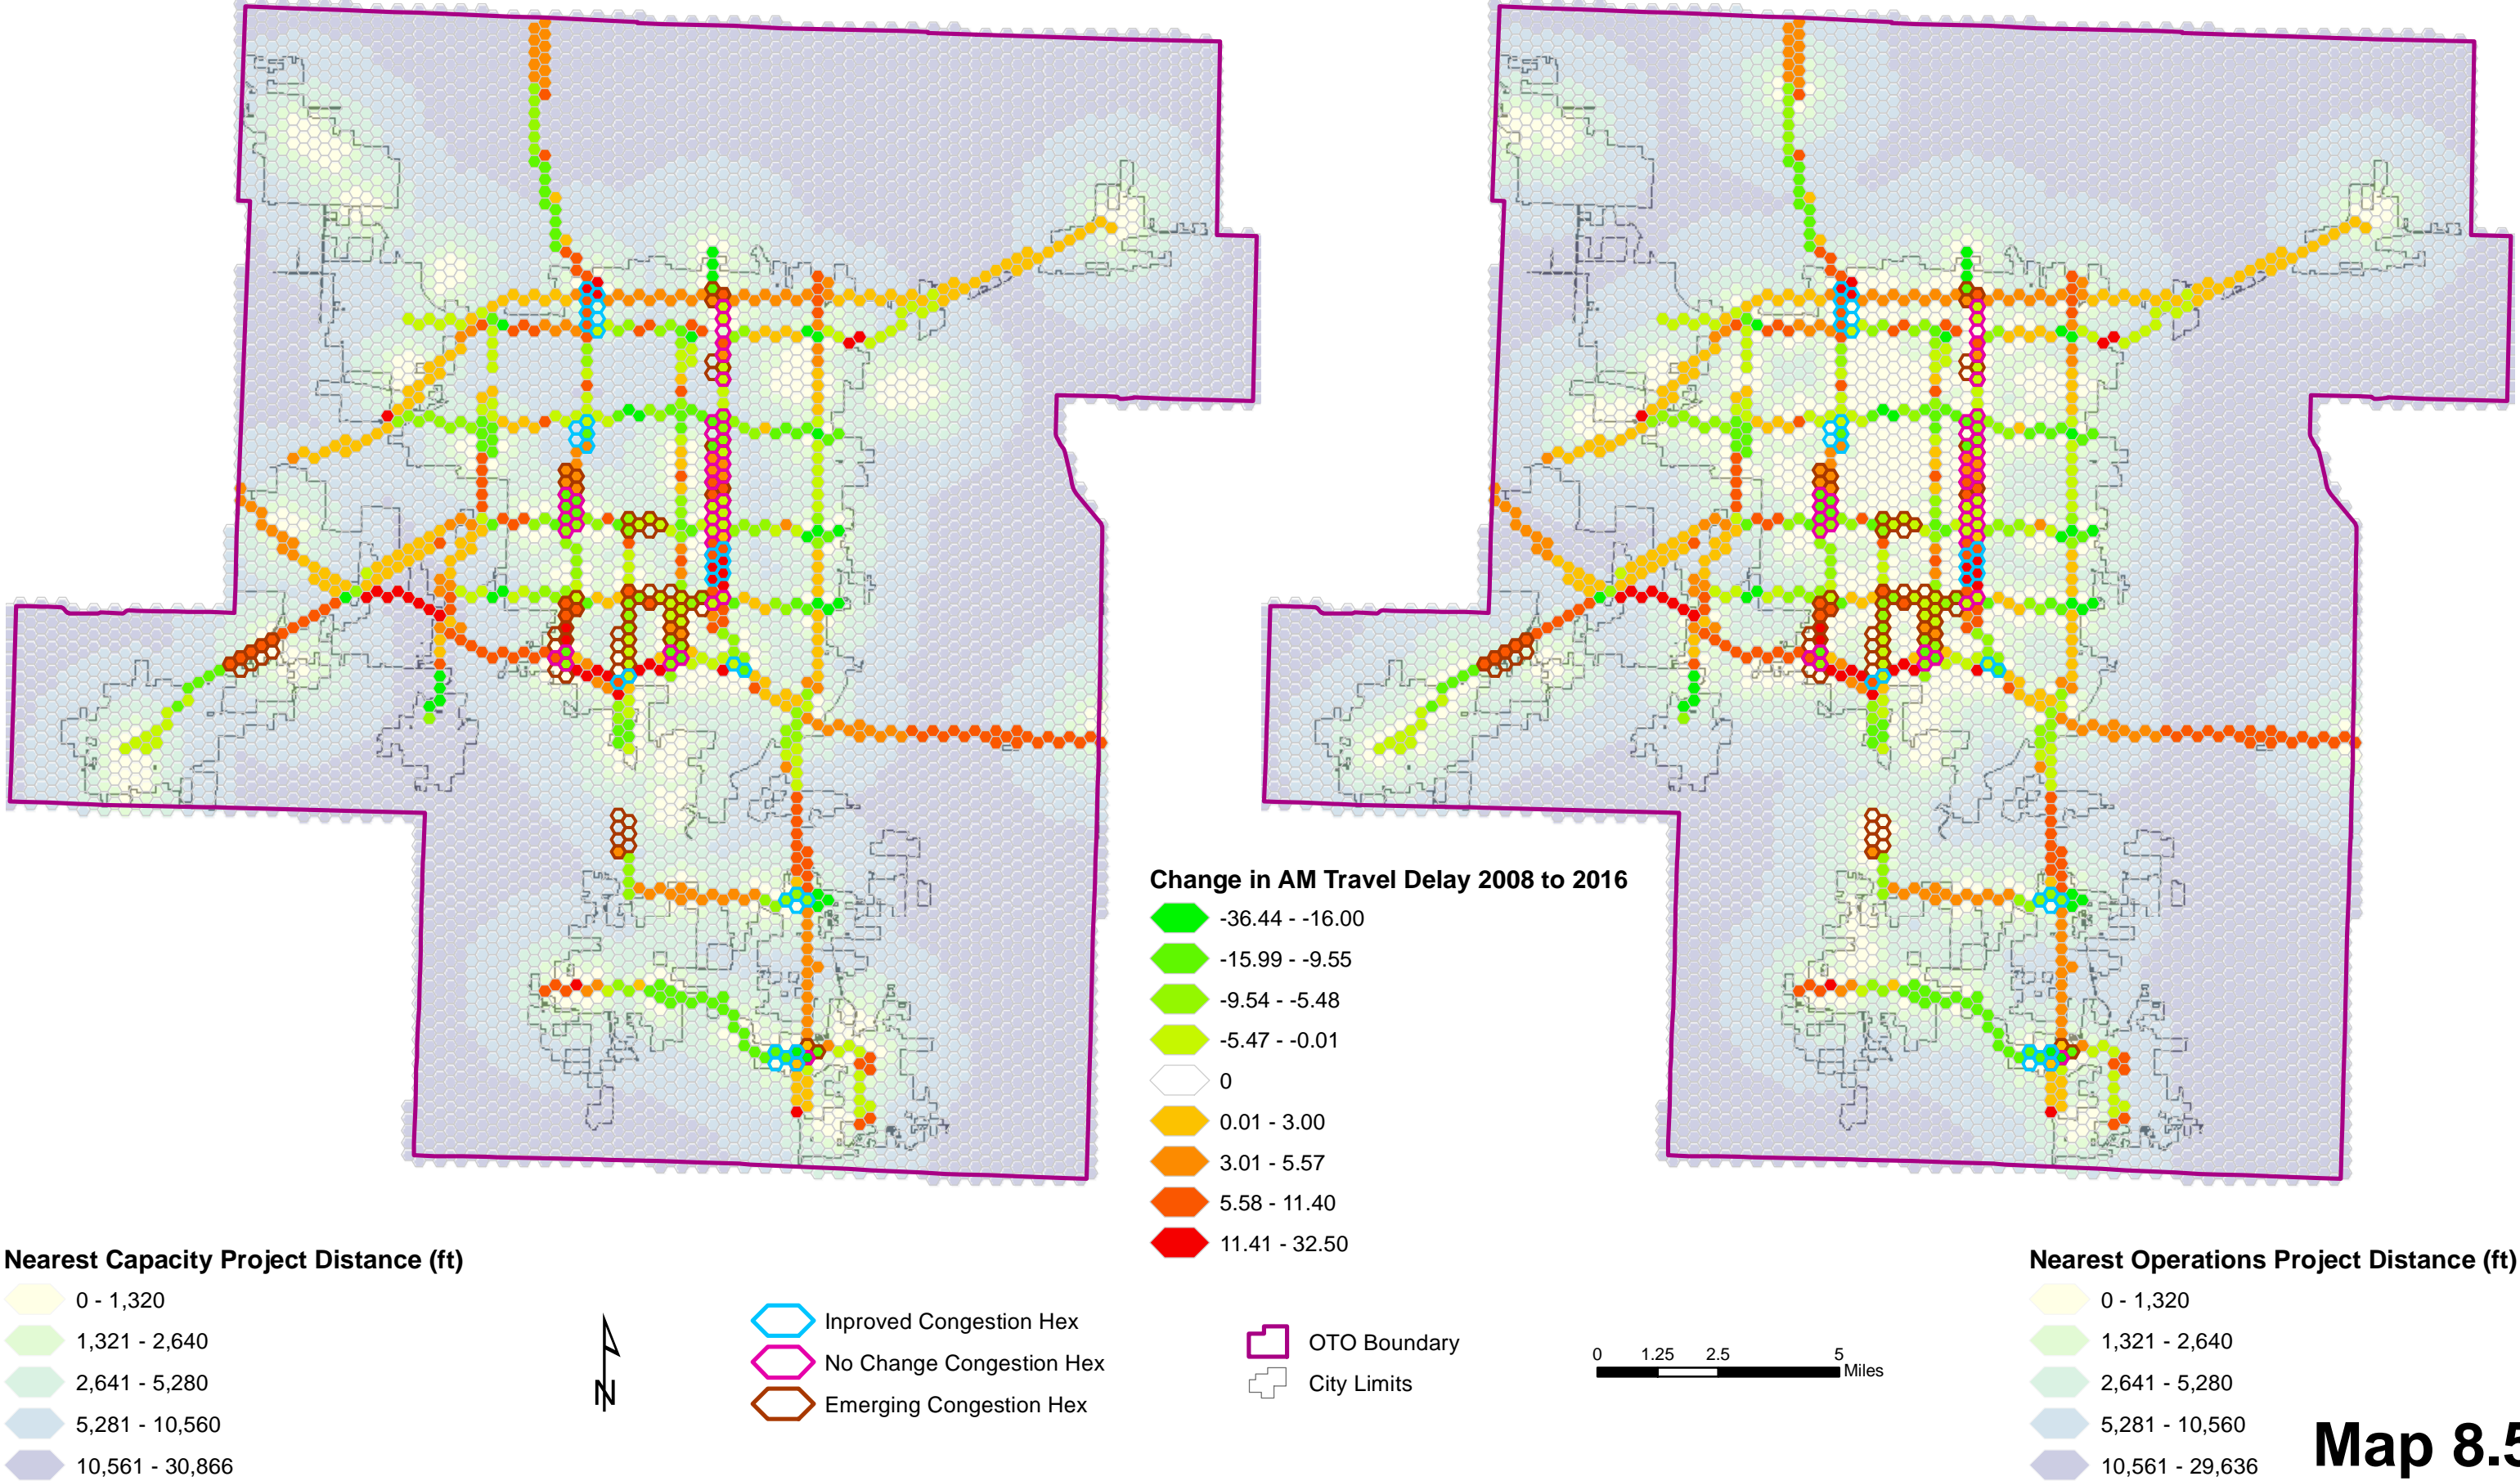 Change in AM Travel Delay 2008 to 2016
-36.44 - -16.00
-15.99 - -9.55
-9.54 - -5.48
-5.47 - -0.01
0
0.01 - 3.00
3.01 - 5.57
5.58 - 11.40
11.41 - 32.50
Nearest Capacity Project Distance (ft)
0 - 1,320
1,321 - 2,640
2,641 - 5,280
5,281 - 10,560
10,561 - 30,866
N
Inproved Congestion Hex
No Change Congestion Hex
Emerging Congestion Hex
OTO Boundary
City Limits
0 1.25 2.5 5
Miles
Nearest Operations Project Distance (ft)
0 - 1,320
1,321 - 2,640
2,641 - 5,280
5,281 - 10,560
10,561 - 29,636
Map 8.5